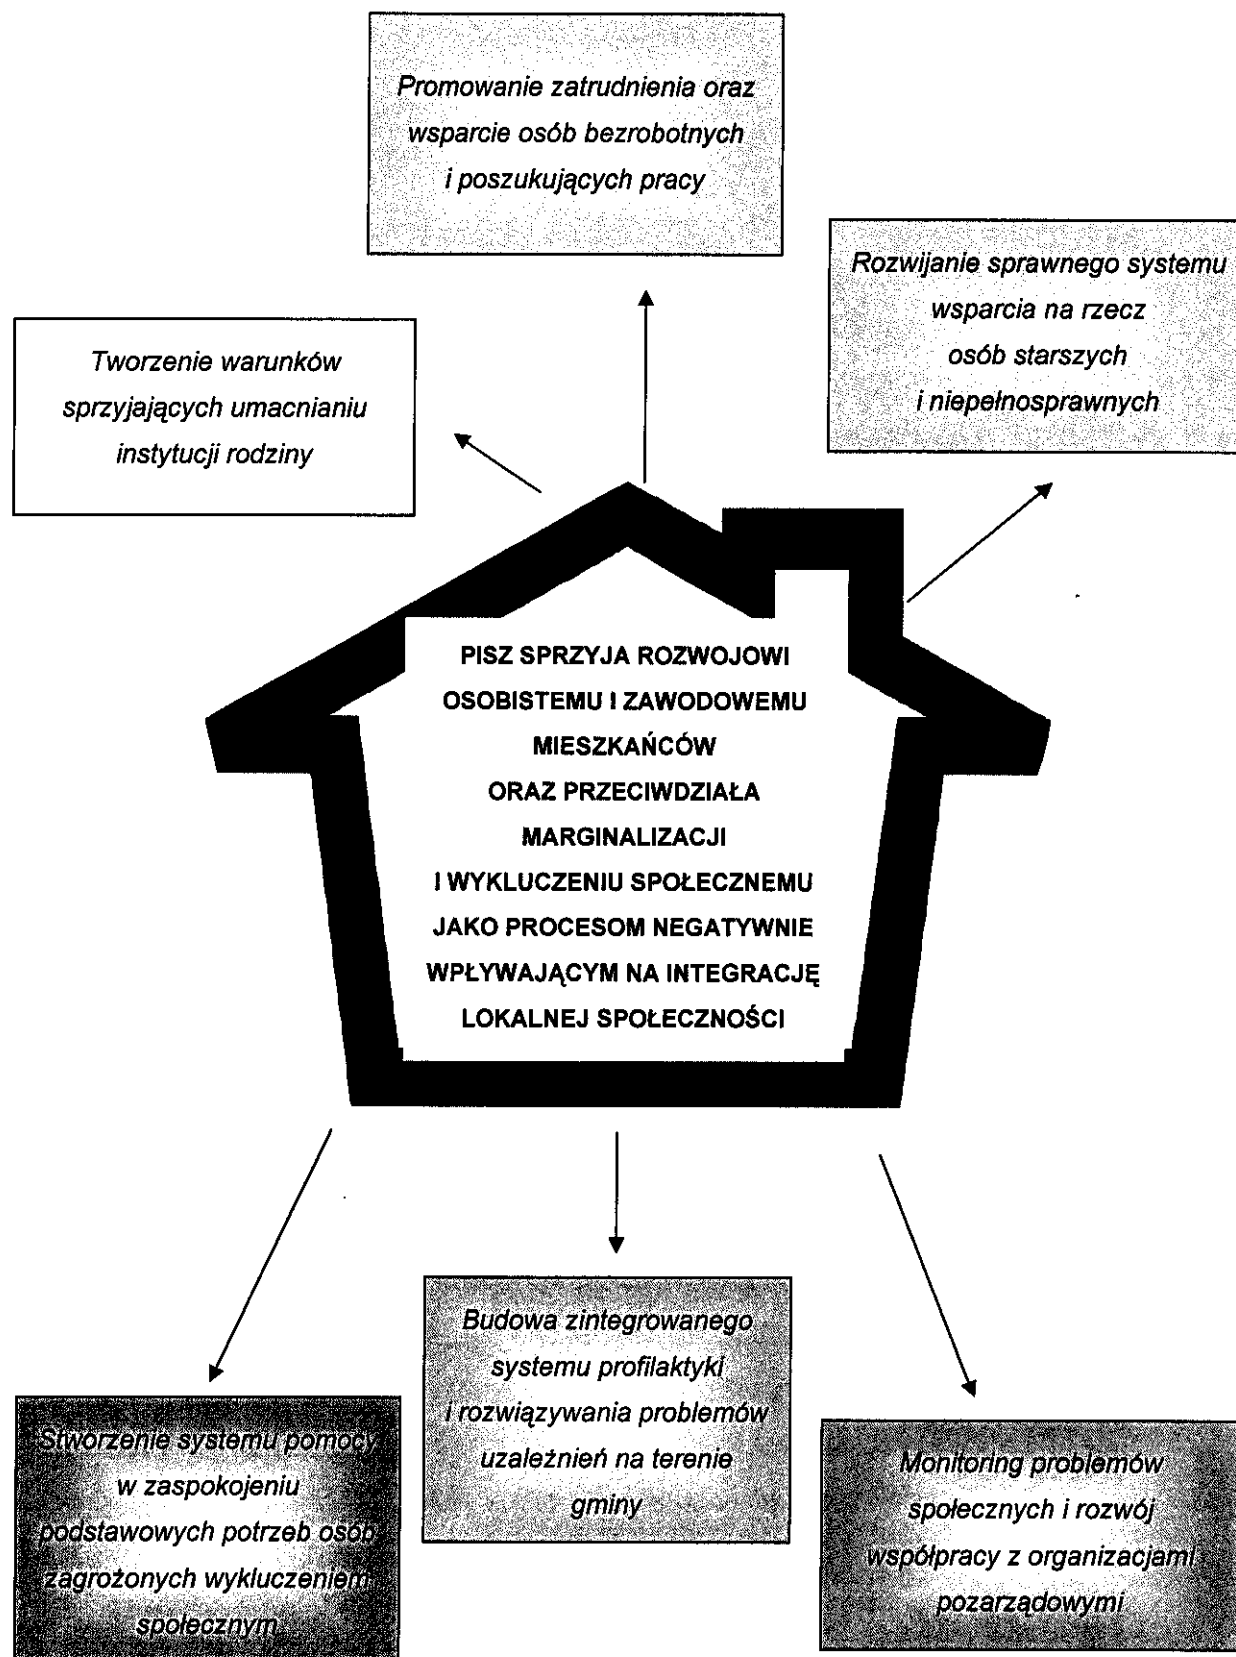 Promowanie zatrudnienia oraz
wsparcie osób bezrobotnych
i poszukujących pracy
Rozwijanie sprawnego systemu
wsparcia na rzecz
osób starszych
i niepełnosprawnych
Tworzenie warunków
sprzyjających umacnianiu
instytucji rodziny
PISZ SPRZYJA ROZWOJOWI
OSOBISTEMU I ZAWODOWEMU
MIESZKAŃCÓW
ORAZ PRZECIWDZIAŁA
MARGINALIZACJI
I WYKLUCZENIU SPOŁECZNEMU
JAKO PROCESOM NEGATYWNIE
WPŁYWAJĄCYM NA INTEGRACJĘ
LOKALNEJ SPOŁECZNOŚCI
Stworzenie systemu pomocy
w zaspokojeniu
podstawowych potrzeb osób
zagrożonych wykluczeniem
społecznym
Budowa zintegrowanego
systemu profilaktyki
i rozwiązywania problemów
uzależnień na terenie
gminy
Monitoring problemów
społecznych i rozwój
współpracy z organizacjami
pozarządowymi